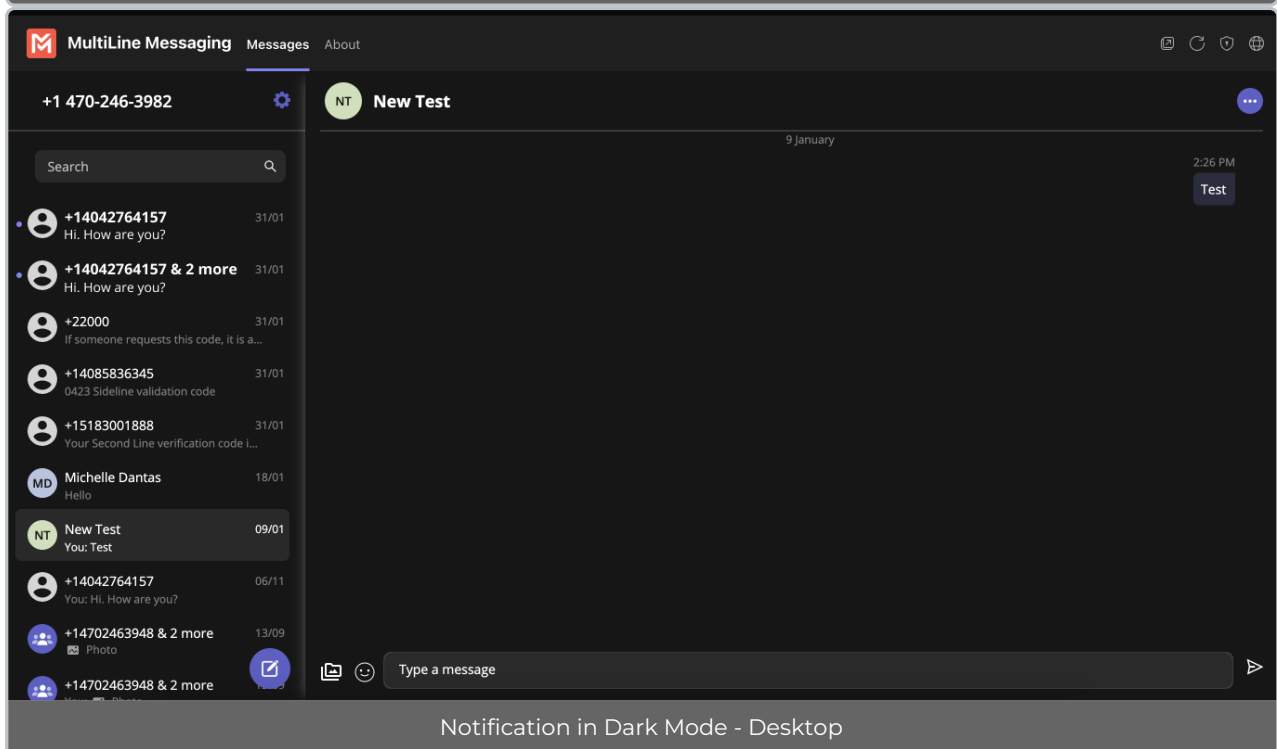 MultiLine Messaging Messages About
+1 470-246-3982
NT New Test
Search
9 January
2:26 PM
Test
+14042764157 31/01
Hi. How are you?
+14042764157 & 2 more 31/01
Hi. How are you?
+22000 31/01
If someone requests this code, it is a...
+14085836345 31/01
0423 Sideline validation code
+15183001888 31/01
Your Second Line verification code i...
MD Michelle Dantas 18/01
Hello
NT New Test 09/01
You: Test
+14042764157 06/11
You: Hi. How are you?
+14702463948 & 2 more 13/09
Photo
+14702463948 & 2 more
Type a message
Notification in Dark Mode - Desktop